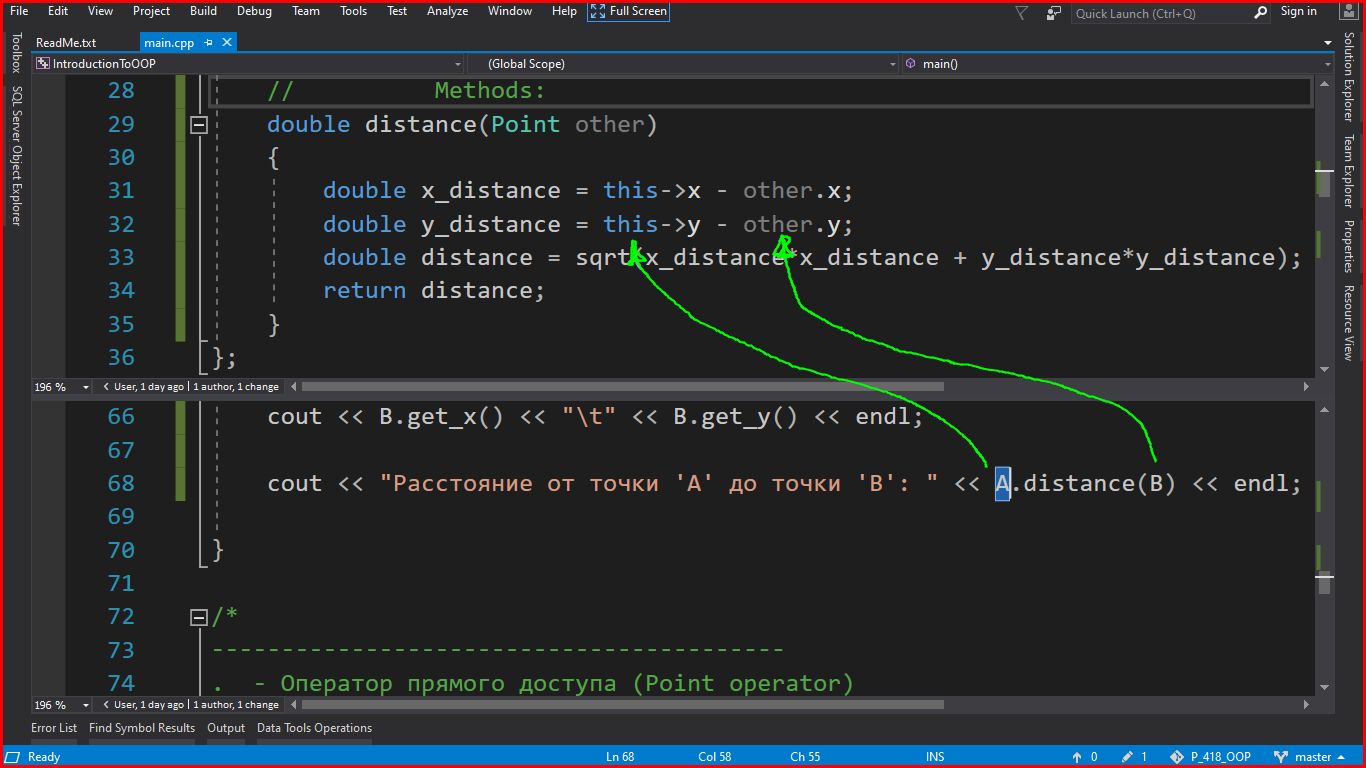 File Edit View Project Build Debug Team Tools Test Analyze Window Help Full Screen Quick Launch (Ctrl+Q) Sign in
ReadMe.txt main.cpp
IntroductionToOOP (Global Scope) main()
Toolbox
SQL Server Object Explorer
28 // Methods:
29 double distance(Point other)
30 {
31 double x_distance = this->x - other.x;
32 double y_distance = this->y - other.y;
33 double distance = sqrt(x_distance*x_distance + y_distance*y_distance);
34 return distance;
35 }
36 };
196 % User, 1 day ago | 1 author, 1 change
66 cout << B.get_x() << "\t" << B.get_y() << endl;
67
68 cout << "Расстояние от точки 'A' до точки 'B': " << A.distance(B) << endl;
69
70 }
71
72 /*
73 -----------------------------------------
74 . - Оператор прямого доступа (Point operator)
196 % User, 1 day ago | 1 author, 1 change
Solution Explorer
Team Explorer
Properties
Resource View
Error List Find Symbol Results Output Data Tools Operations
Ready Ln 68 Col 58 Ch 55 INS 0 1 P_418_OOP master